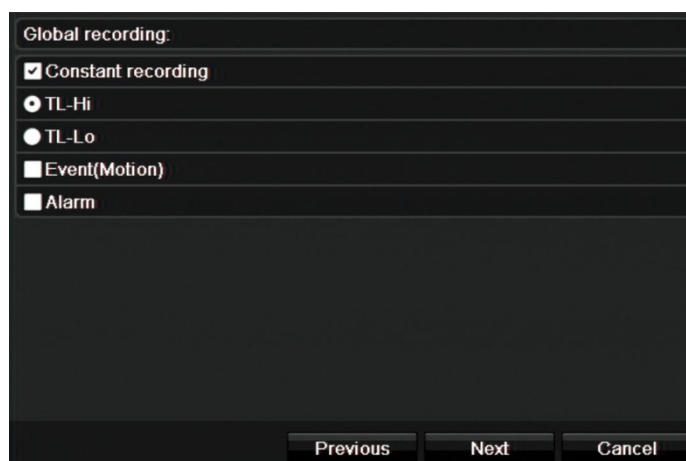 Global recording:
Constant recording
TL-Hi
TL-Lo
Event(Motion)
Alarm
Previous Next Cancel